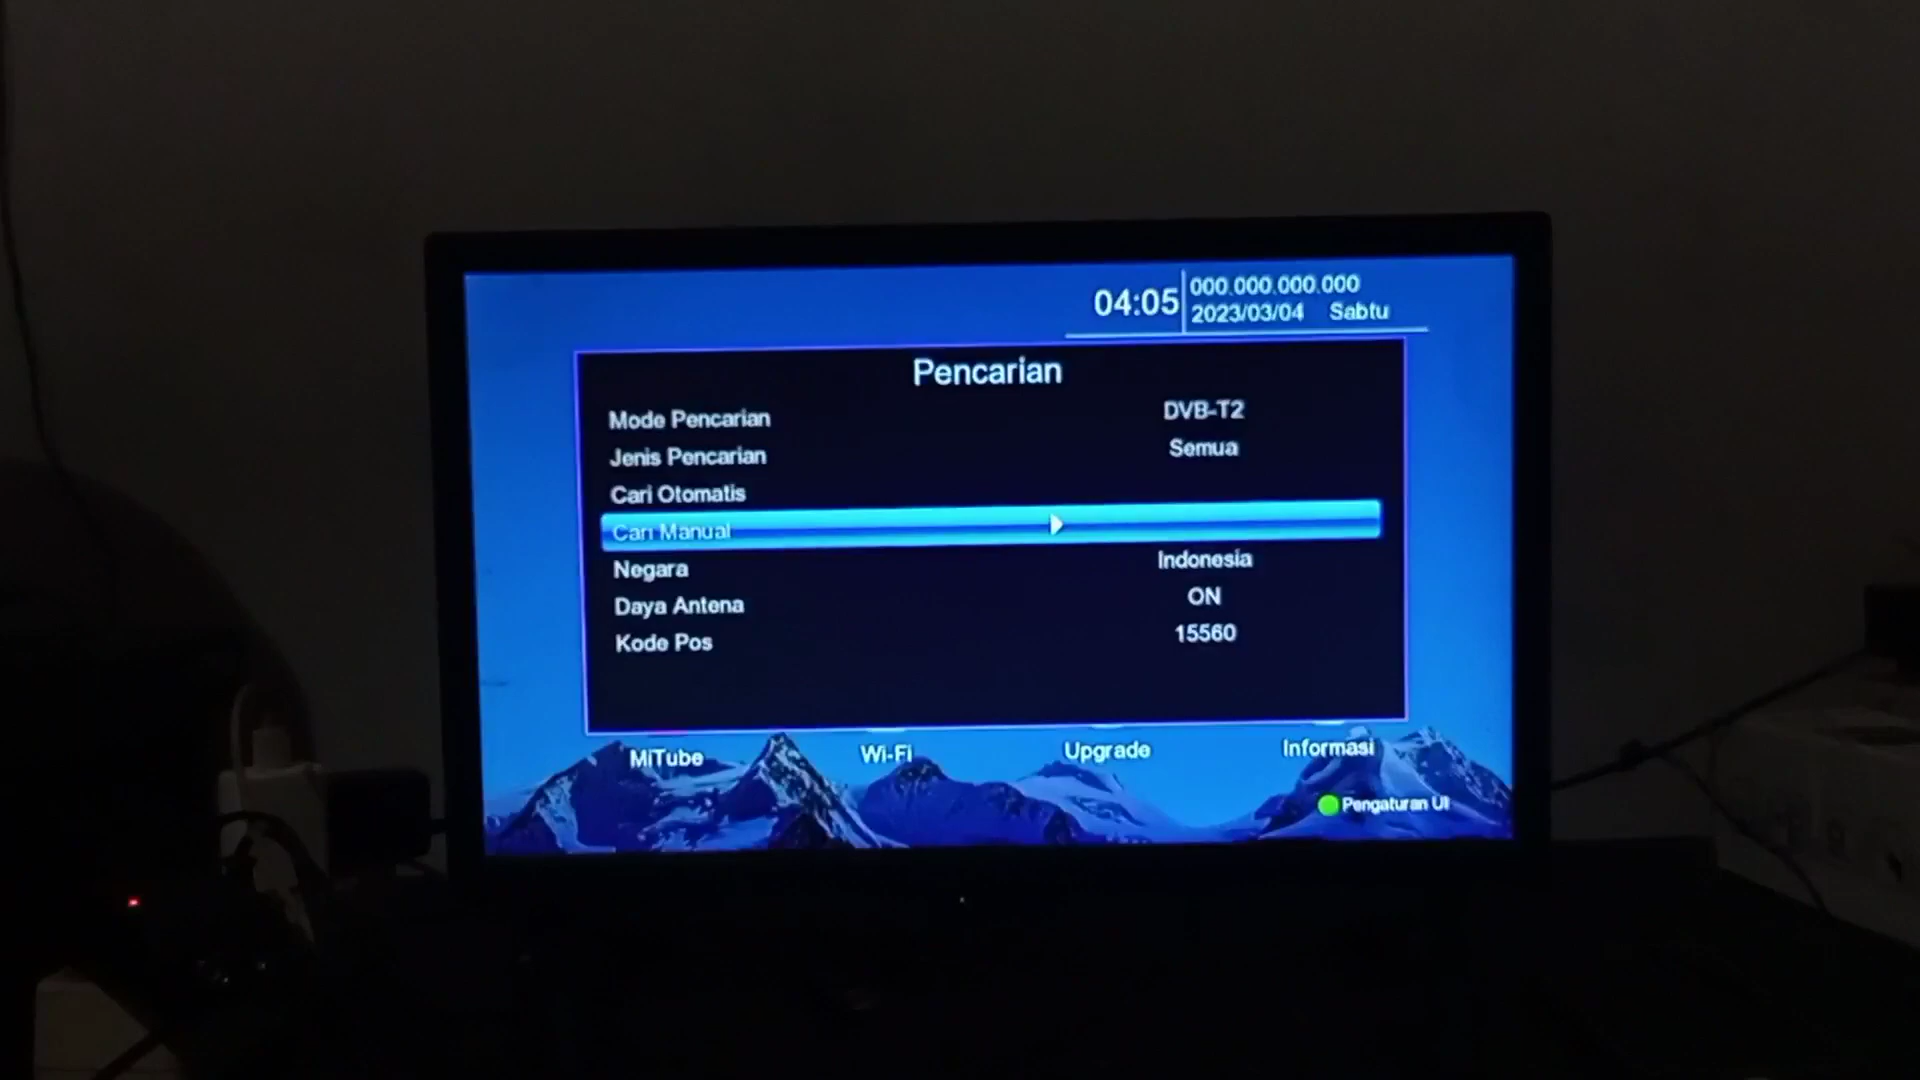 04:05
000.000.000.000
2023/03/04 Sabtu
Pencarian
Mode Pencarian DVB-T2
Jenis Pencarian Semua
Cari Otomatis
Cari Manual
Negara Indonesia
Daya Antena ON
Kode Pos 15560
MiTube Wi-Fi Upgrade Informasi
Pengaturan UI